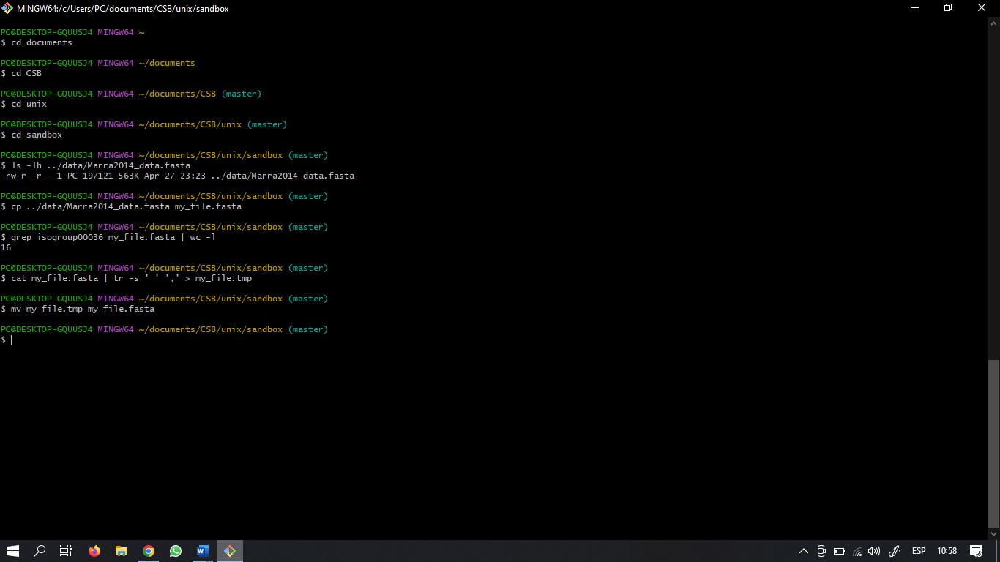 MINGW64:/c/Users/PC/documents/CSB/unix/sandbox
PC@DESKTOP-GQUUSJ4 MINGW64 ~
$ cd documents
PC@DESKTOP-GQUUSJ4 MINGW64 ~/documents
$ cd CSB
PC@DESKTOP-GQUUSJ4 MINGW64 ~/documents/CSB (master)
$ cd unix
PC@DESKTOP-GQUUSJ4 MINGW64 ~/documents/CSB/unix (master)
$ cd sandbox
PC@DESKTOP-GQUUSJ4 MINGW64 ~/documents/CSB/unix/sandbox (master)
$ ls -lh ../data/Marra2014_data.fasta
-rw-r--r-- 1 PC 197121 563K Apr 27 23:23 ../data/Marra2014_data.fasta
PC@DESKTOP-GQUUSJ4 MINGW64 ~/documents/CSB/unix/sandbox (master)
$ cp ../data/Marra2014_data.fasta my_file.fasta
PC@DESKTOP-GQUUSJ4 MINGW64 ~/documents/CSB/unix/sandbox (master)
$ grep isogroup00036 my_file.fasta | wc -l
16
PC@DESKTOP-GQUUSJ4 MINGW64 ~/documents/CSB/unix/sandbox (master)
$ cat my_file.fasta | tr -s ' ' ',' > my_file.tmp
PC@DESKTOP-GQUUSJ4 MINGW64 ~/documents/CSB/unix/sandbox (master)
$ mv my_file.tmp my_file.fasta
PC@DESKTOP-GQUUSJ4 MINGW64 ~/documents/CSB/unix/sandbox (master)
$
ESP 10:58